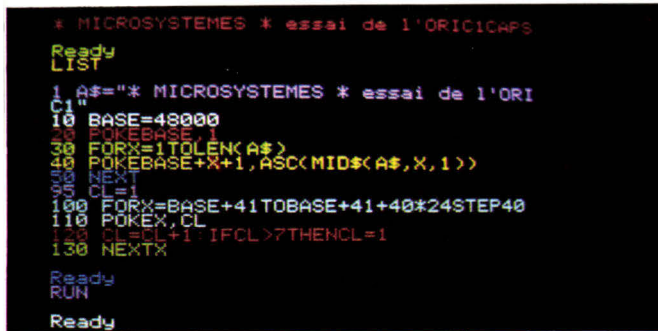 * MICROSYSTEMES * essai de l'ORIC1CAPS
Ready
LIST
1 A$="* MICROSYSTEMES * essai de l'ORI
C1"
10 BASE=48000
20 POKEBASE,1
30 FORX=1TOLEN(A$)
40 POKEBASE+X+1,ASC(MID$(A$,X,1))
50 NEXT
95 CL=1
100 FORX=BASE+41TOBASE+41+40*24STEP40
110 POKEX,CL
120 CL=CL+1:IFCL>7THENCL=1
130 NEXTX
Ready
RUN
Ready